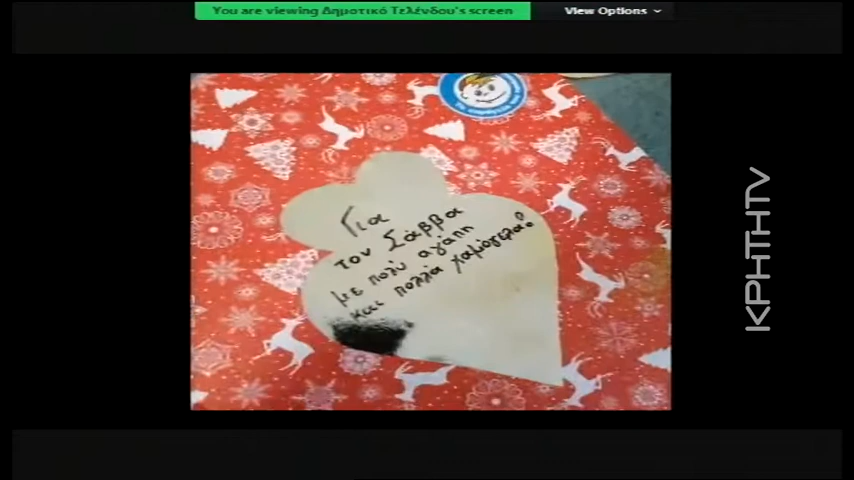 You are viewing Δημοτικό Τελένδου's screen
View Options
Για
τον Σάββα
με πολύ αγάπη
και πολλά χαμόγελα!
ΚΡΗΤΗTV